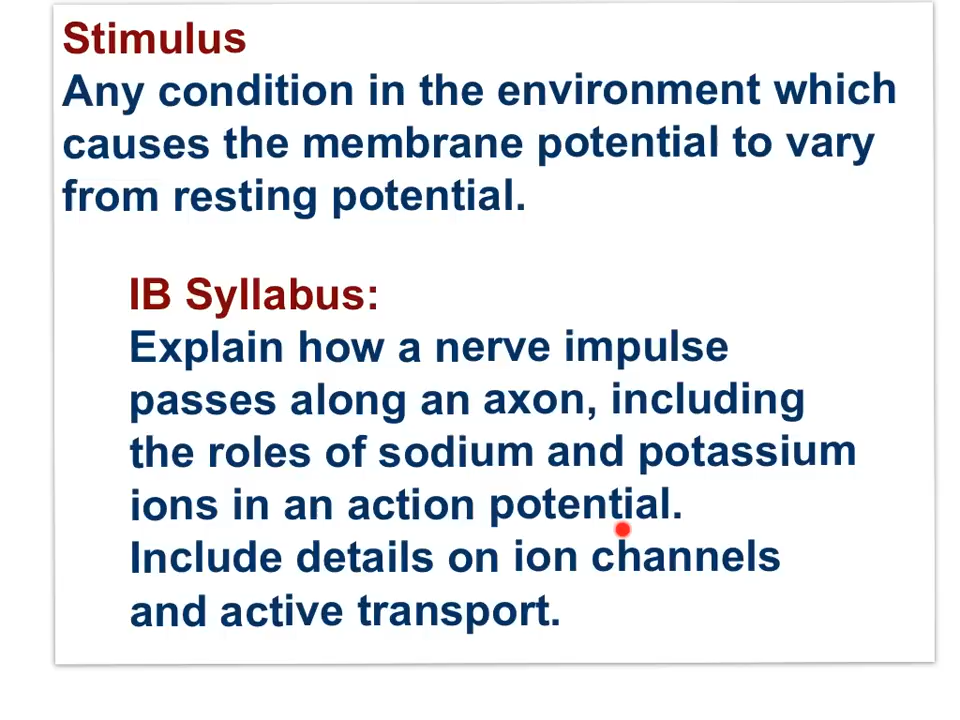 Stimulus
Any condition in the environment which
causes the membrane potential to vary
from resting potential.
IB Syllabus:
Explain how a nerve impulse
passes along an axon, including
the roles of sodium and potassium
ions in an action potential.
Include details on ion channels
and active transport.